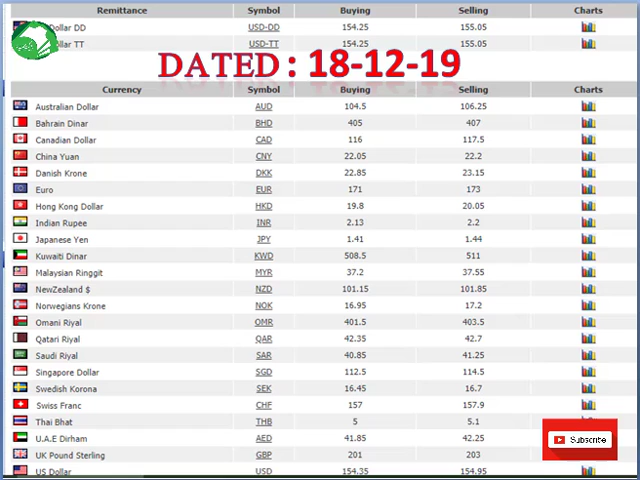 Remittance Symbol Buying Selling Charts
Dollar DD USD-DD 154.25 155.05
Dollar TT USD-TT 154.25 155.05
DATED : 18-12-19
Currency Symbol Buying Selling Charts
Australian Dollar AUD 104.5 106.25
Bahrain Dinar BHD 405 407
Canadian Dollar CAD 116 117.5
China Yuan CNY 22.05 22.2
Danish Krone DKK 22.85 23.15
Euro EUR 171 173
Hong Kong Dollar HKD 19.8 20.05
Indian Rupee INR 2.13 2.2
Japanese Yen JPY 1.41 1.44
Kuwaiti Dinar KWD 508.5 511
Malaysian Ringgit MYR 37.2 37.55
NewZealand $ NZD 101.15 101.85
Norwegians Krone NOK 16.95 17.2
Omani Riyal OMR 401.5 403.5
Qatari Riyal QAR 42.35 42.7
Saudi Riyal SAR 40.85 41.25
Singapore Dollar SGD 112.5 114.5
Swedish Korona SEK 16.45 16.7
Swiss Franc CHF 157 157.9
Thai Bhat THB 5 5.1
U.A.E Dirham AED 41.85 42.25
Subscribe
UK Pound Sterling GBP 201 203
US Dollar USD 154.35 154.95